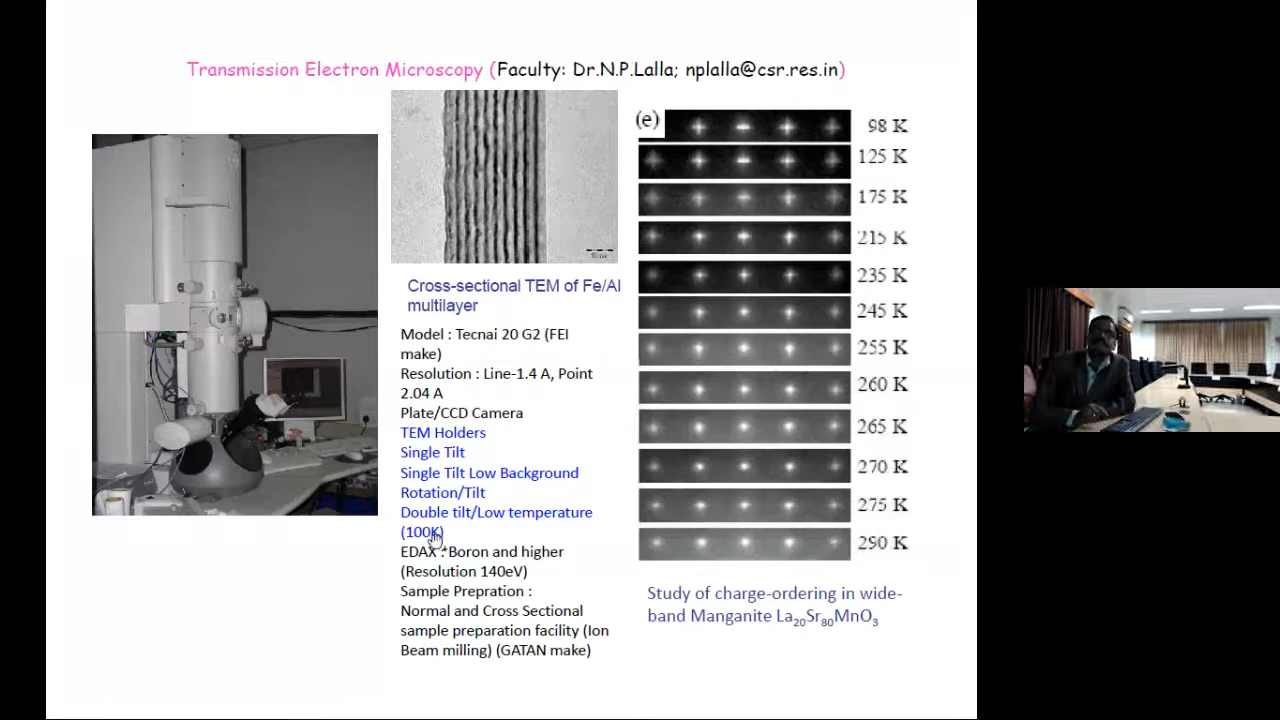 Transmission Electron Microscopy (Faculty: Dr.N.P.Lalla; nplalla@csr.res.in)
Cross-sectional TEM of Fe/Al
multilayer
Model : Tecnai 20 G2 (FEI
make)
Resolution : Line-1.4 A, Point
2.04 A
Plate/CCD Camera
TEM Holders
Single Tilt
Single Tilt Low Background
Rotation/Tilt
Double tilt/Low temperature
(100K)
EDAX : Boron and higher
(Resolution 140eV)
Sample Prepration :
Normal and Cross Sectional
sample preparation facility (Ion
Beam milling) (GATAN make)
(e)
98 K
125 K
175 K
215 K
235 K
245 K
255 K
260 K
265 K
270 K
275 K
290 K
Study of charge-ordering in wide-
band Manganite La₂₀Sr₈₀MnO₃